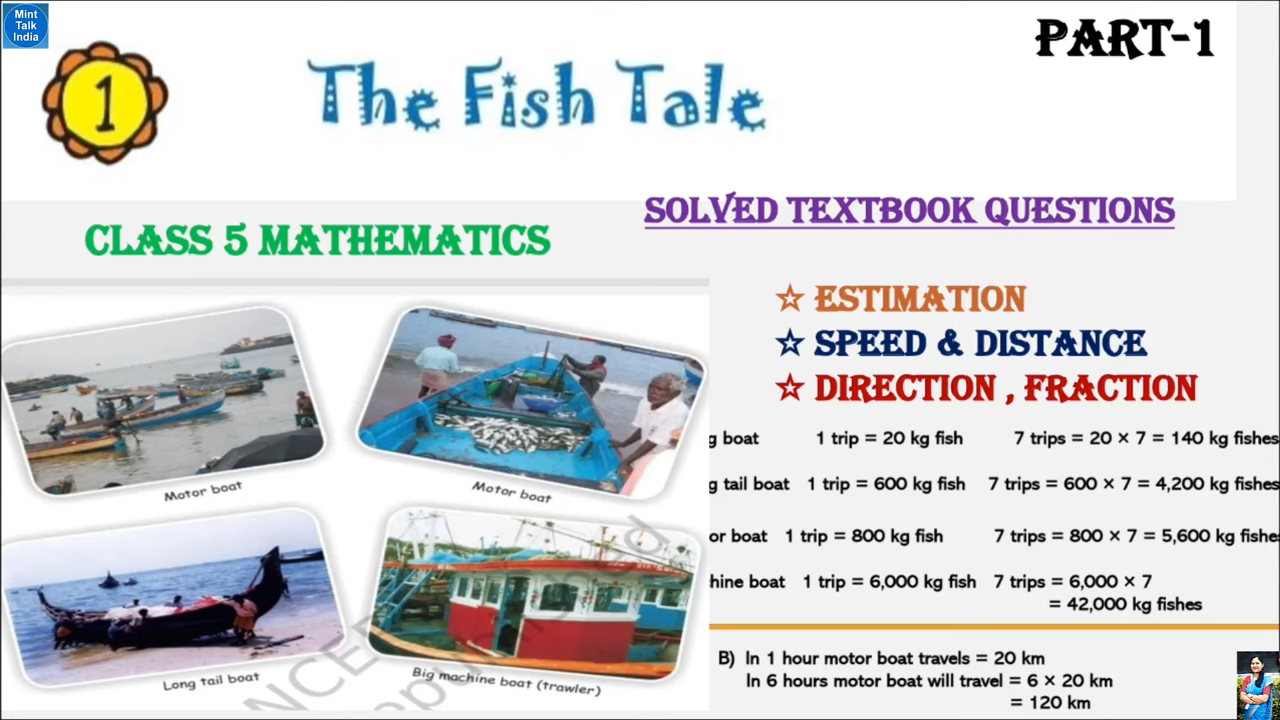 Mint
Talk
India
PART-1
1
The Fish Tale
SOLVED TEXTBOOK QUESTIONS
CLASS 5 MATHEMATICS
☆ ESTIMATION
☆ SPEED & DISTANCE
☆ DIRECTION , FRACTION
Motor boat
Motor boat
Long tail boat
Big machine boat (trawler)
g boat 1 trip = 20 kg fish 7 trips = 20 × 7 = 140 kg fishes
g tail boat 1 trip = 600 kg fish 7 trips = 600 × 7 = 4,200 kg fishes
or boat 1 trip = 800 kg fish 7 trips = 800 × 7 = 5,600 kg fishe
hine boat 1 trip = 6,000 kg fish 7 trips = 6,000 × 7
= 42,000 kg fishes
B) In 1 hour motor boat travels = 20 km
In 6 hours motor boat will travel = 6 × 20 km
= 120 km